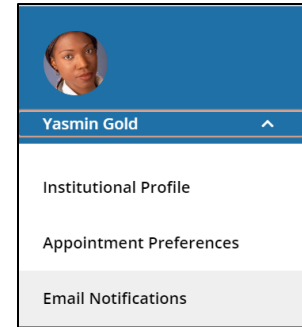 Yasmin Gold
Institutional Profile
Appointment Preferences
Email Notifications